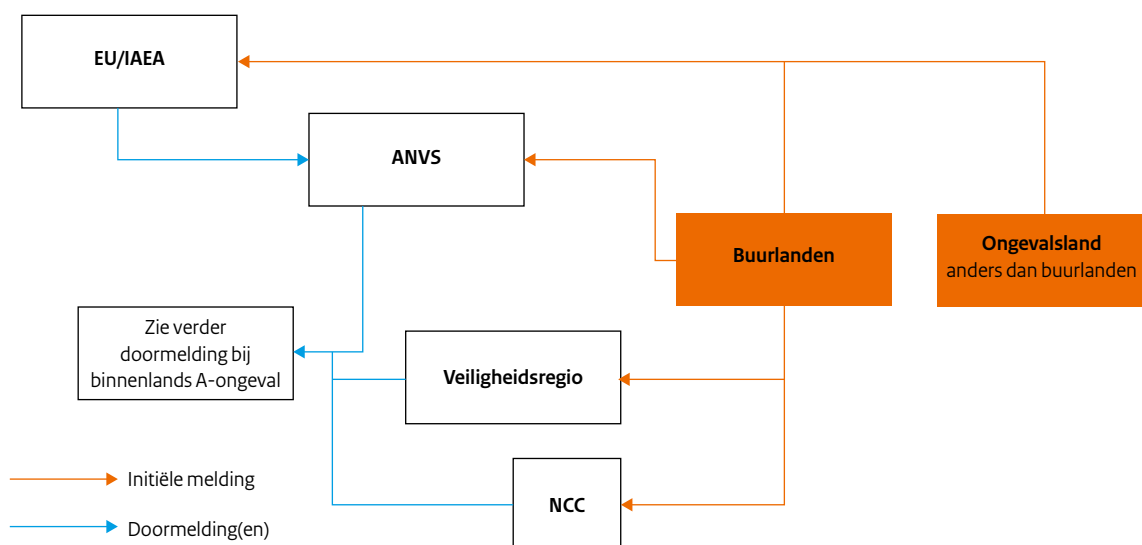 EU/IAEA
ANVS
Buurlanden
Ongevalsland
anders dan buurlanden
Zie verder
doormelding bij
binnenlands A-ongeval
Veiligheidsregio
NCC
Initiële melding
Doormelding(en)